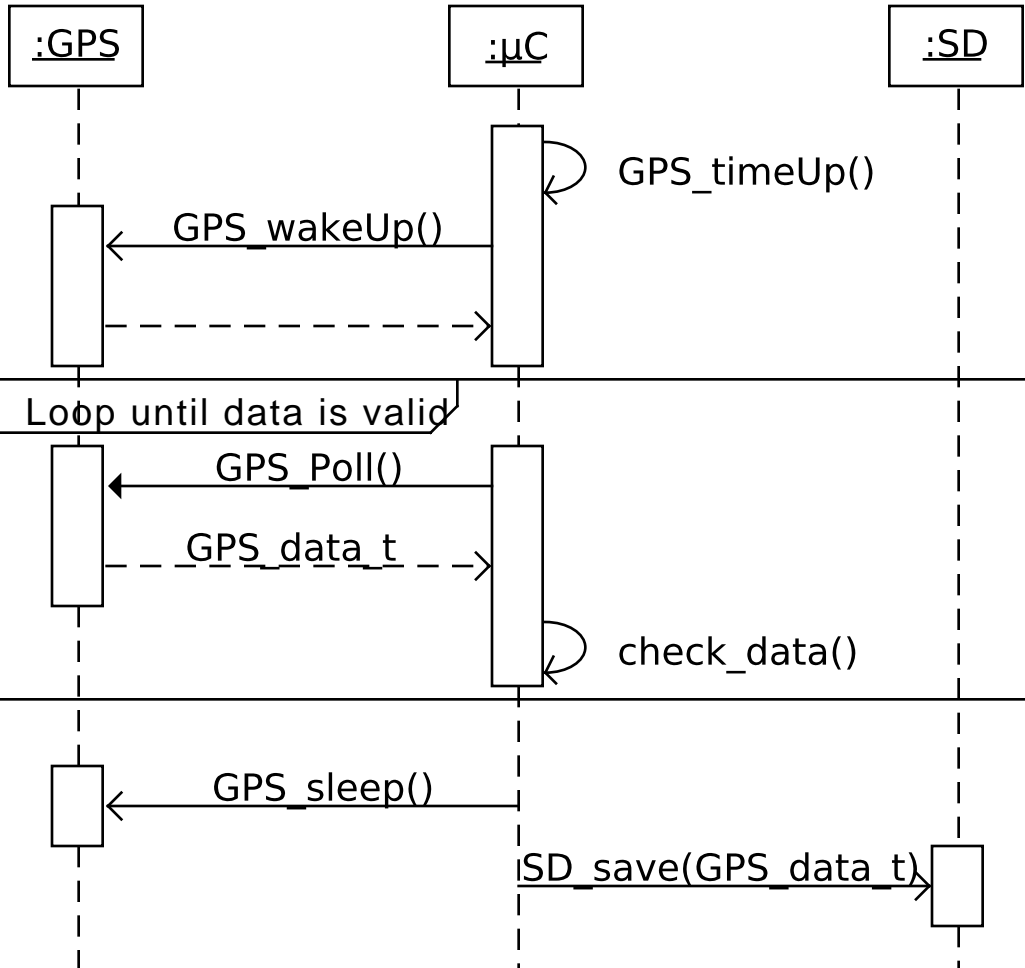 :GPS
:µC
:SD
GPS_timeUp()
GPS_wakeUp()
Loop until data is valid
GPS_Poll()
GPS_data_t
check_data()
GPS_sleep()
SD_save(GPS_data_t)